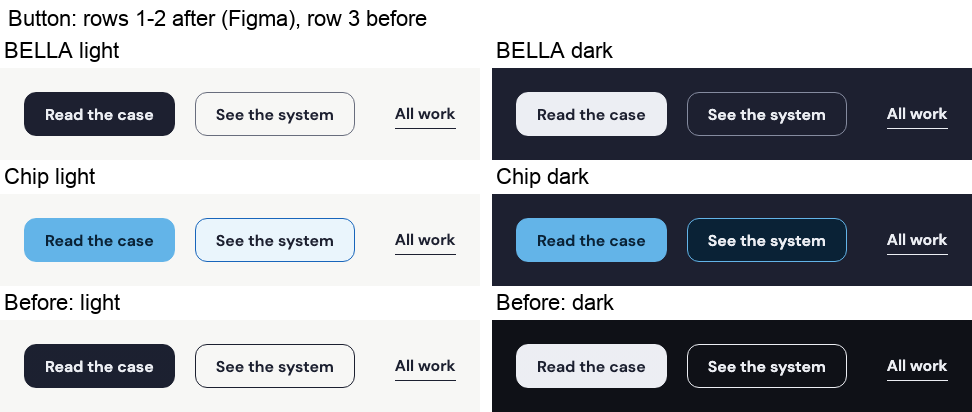 Button: rows 1-2 after (Figma), row 3 before
BELLA light
BELLA dark
Read the case See the system All work
Read the case See the system All work
Chip light
Chip dark
Read the case See the system All work
Read the case See the system All work
Before: light
Before: dark
Read the case See the system All work
Read the case See the system All work